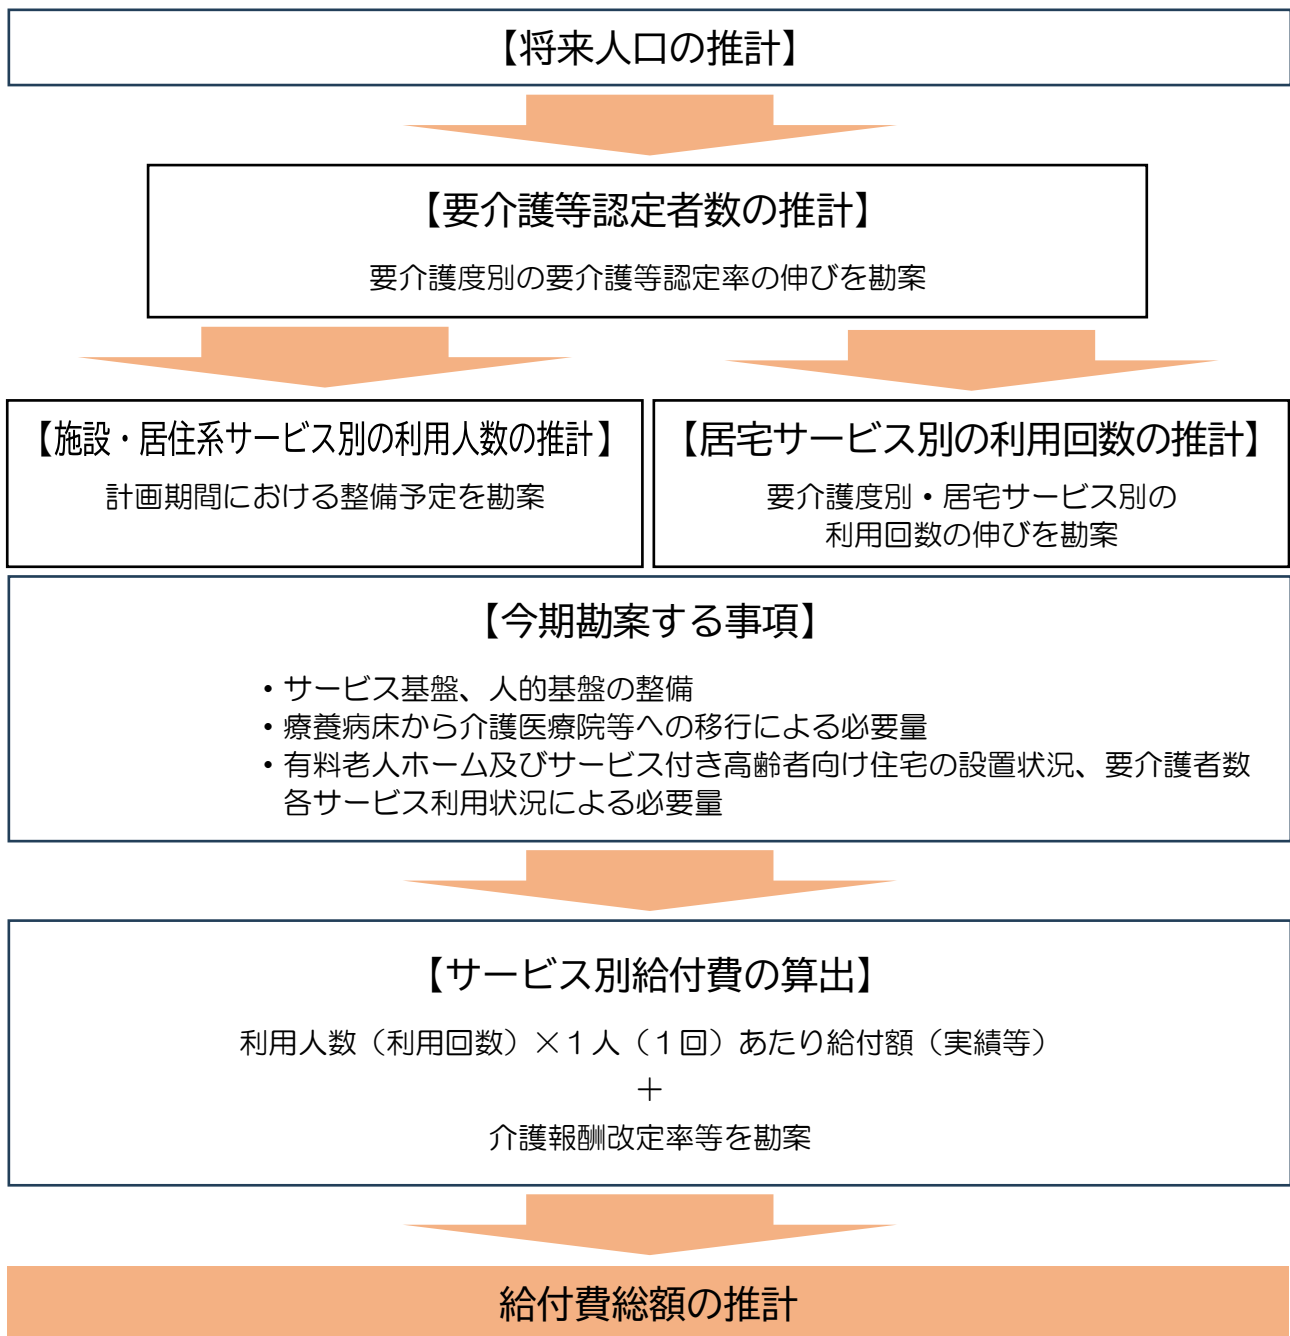 【将来人口の推計】
【要介護等認定者数の推計】
要介護度別の要介護等認定率の伸びを勘案
【施設・居住系サービス別の利用人数の推計】
計画期間における整備予定を勘案
【居宅サービス別の利用回数の推計】
要介護度別・居宅サービス別の
利用回数の伸びを勘案
【今期勘案する事項】
・サービス基盤、人的基盤の整備
・療養病床から介護医療院等への移行による必要量
・有料老人ホーム及びサービス付き高齢者向け住宅の設置状況、要介護者数
各サービス利用状況による必要量
【サービス別給付費の算出】
利用人数（利用回数）×１人（１回）あたり給付額（実績等）
＋
介護報酬改定率等を勘案
給付費総額の推計